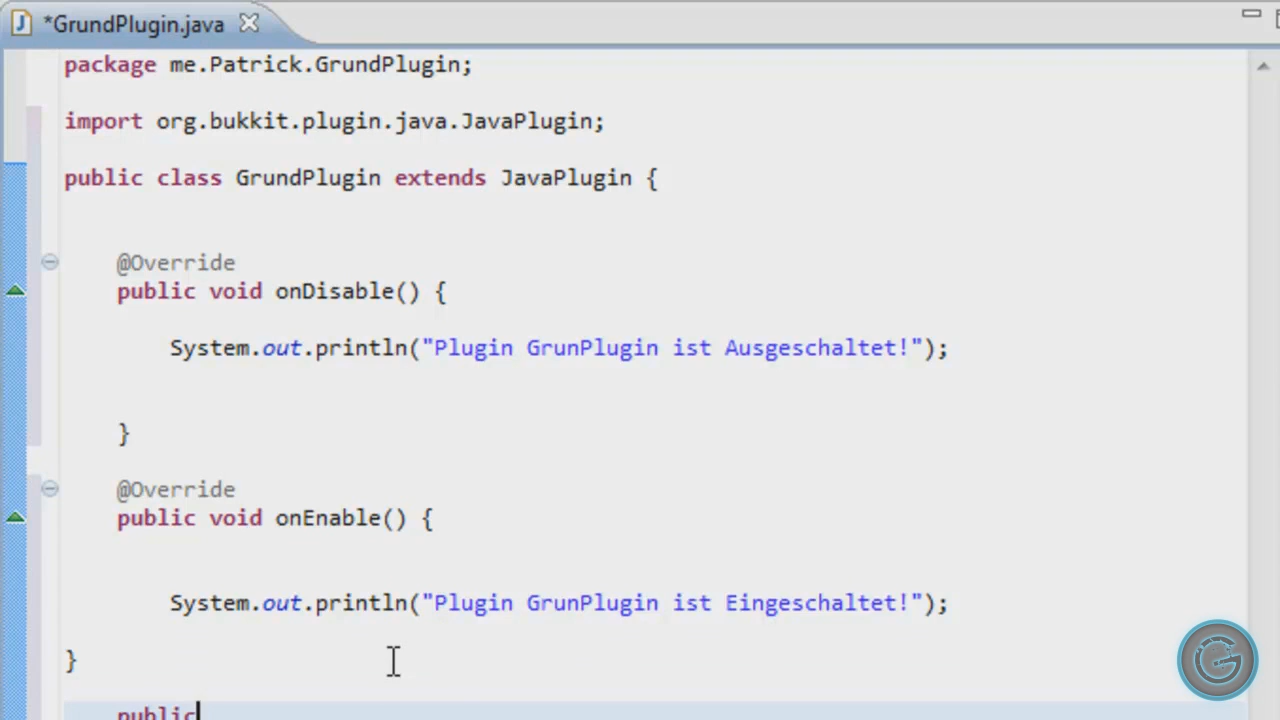 *GrundPlugin.java
package me.Patrick.GrundPlugin;
import org.bukkit.plugin.java.JavaPlugin;
public class GrundPlugin extends JavaPlugin {
@Override
public void onDisable() {
System.out.println("Plugin GrunPlugin ist Ausgeschaltet!");
}
@Override
public void onEnable() {
System.out.println("Plugin GrunPlugin ist Eingeschaltet!");
}
public